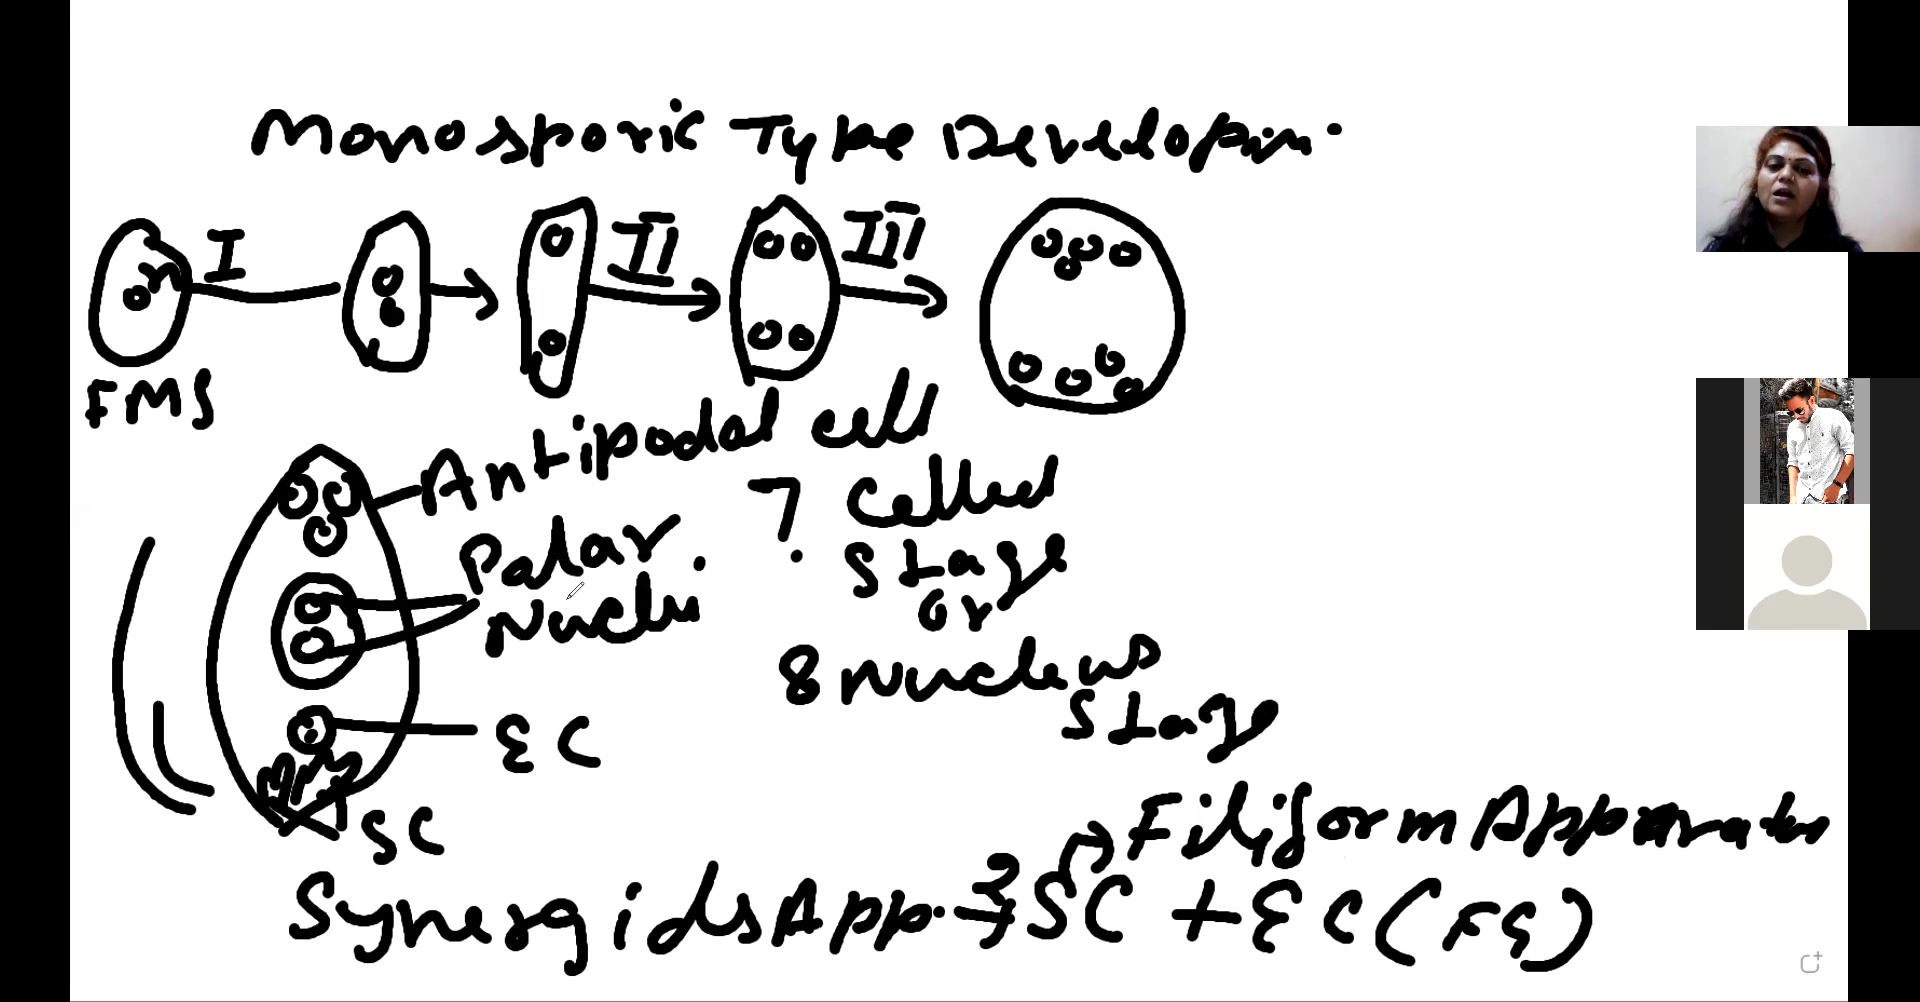 Monosporic Type Developm.
I II III
n
FMS
Antipodal cell
Polar
Nuclei
7 Celled
Stage
or
8 Nucleus
Stage
EC
SC
Filiform Apparatus
Synergids App. → SC + EC (FG)